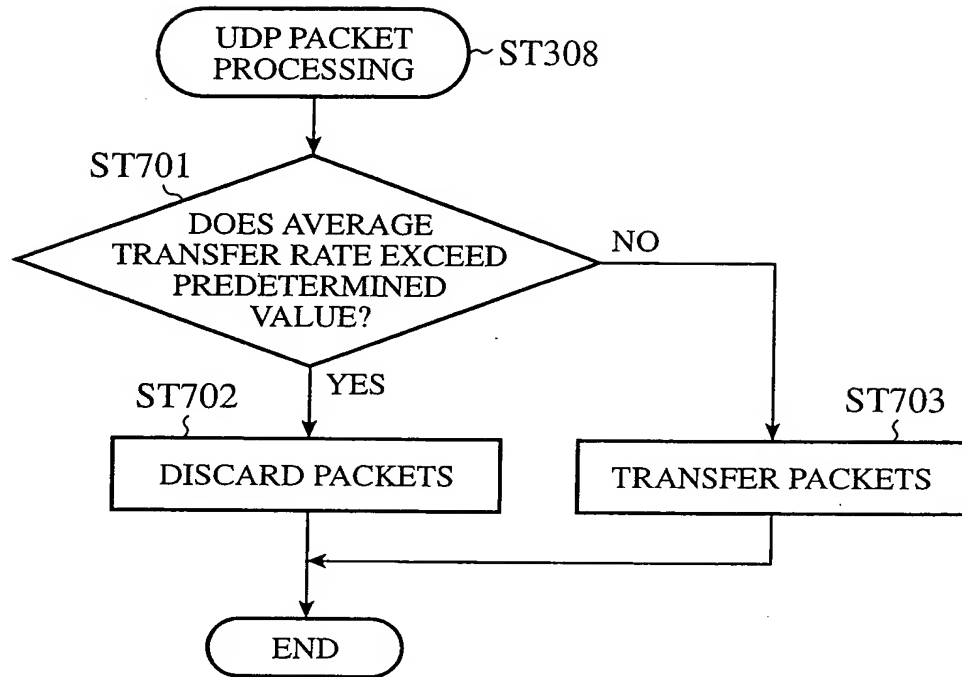 UDP PACKET
PROCESSING
ST308
ST701
DOES AVERAGE
TRANSFER RATE EXCEED
PREDETERMINED
VALUE?
NO
YES
ST702
ST703
DISCARD PACKETS
TRANSFER PACKETS
END